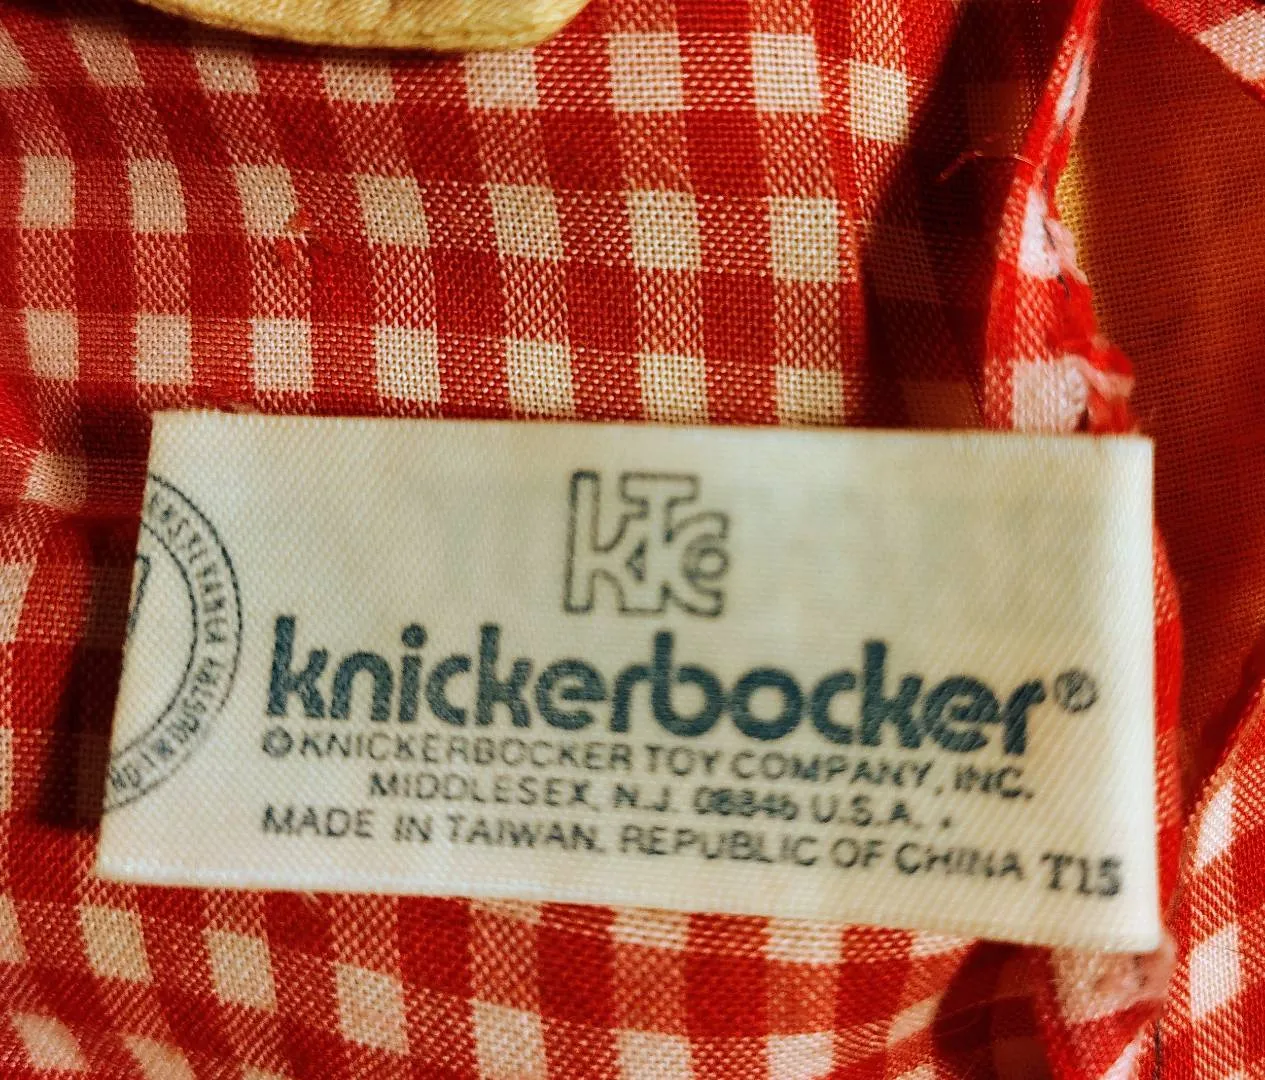 KTC
knickerbocker®
© KNICKERBOCKER TOY COMPANY, INC.
MIDDLESEX, N.J. 08846 U.S.A.
MADE IN TAIWAN, REPUBLIC OF CHINA T15